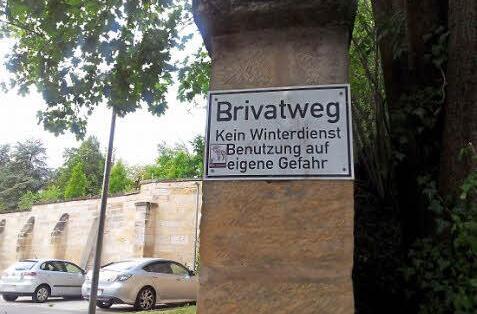 Brivatweg
Kein Winterdienst
Benutzung auf
eigene Gefahr